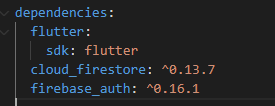 dependencies:
  flutter:
    sdk: flutter
  cloud_firestore: ^0.13.7
  firebase_auth: ^0.16.1